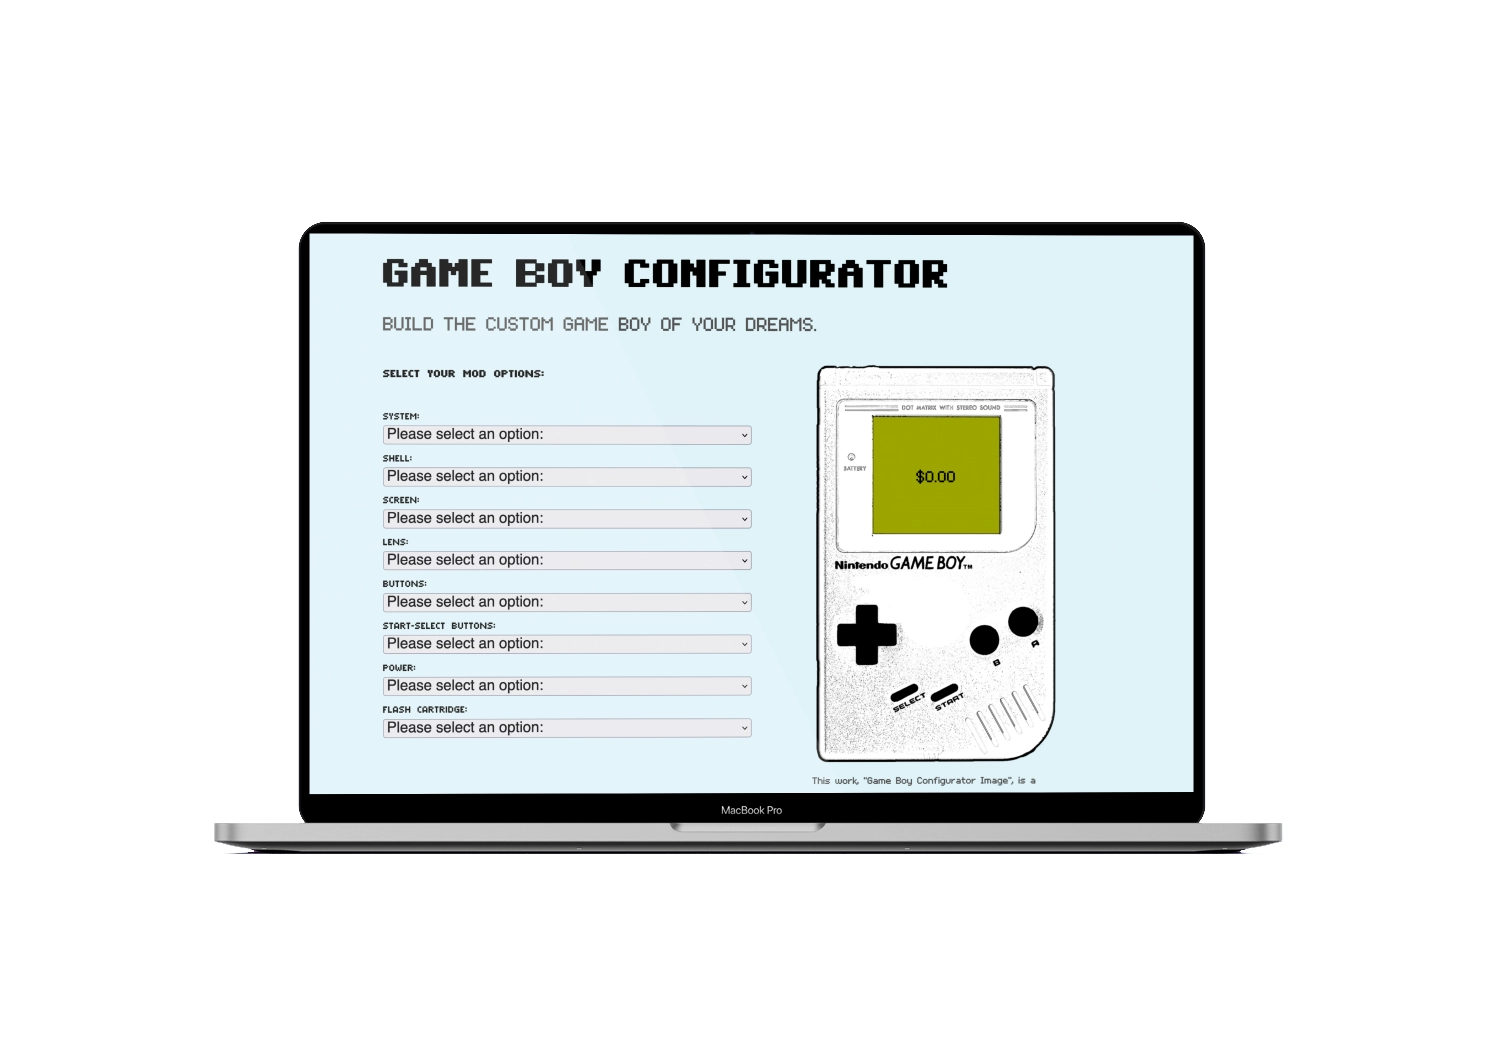 GAME BOY CONFIGURATOR
BUILD THE CUSTOM GAME BOY OF YOUR DREAMS.
SELECT YOUR MOD OPTIONS:
SYSTEM:
Please select an option:
SHELL:
Please select an option:
SCREEN:
Please select an option:
LENS:
Please select an option:
BUTTONS:
Please select an option:
START-SELECT BUTTONS:
Please select an option:
POWER:
Please select an option:
FLASH CARTRIDGE:
Please select an option:
DOT MATRIX WITH STEREO SOUND
BATTERY
$0.00
Nintendo GAME BOY TM
B
A
SELECT
START
This work, "Game Boy Configurator Image", is a
MacBook Pro